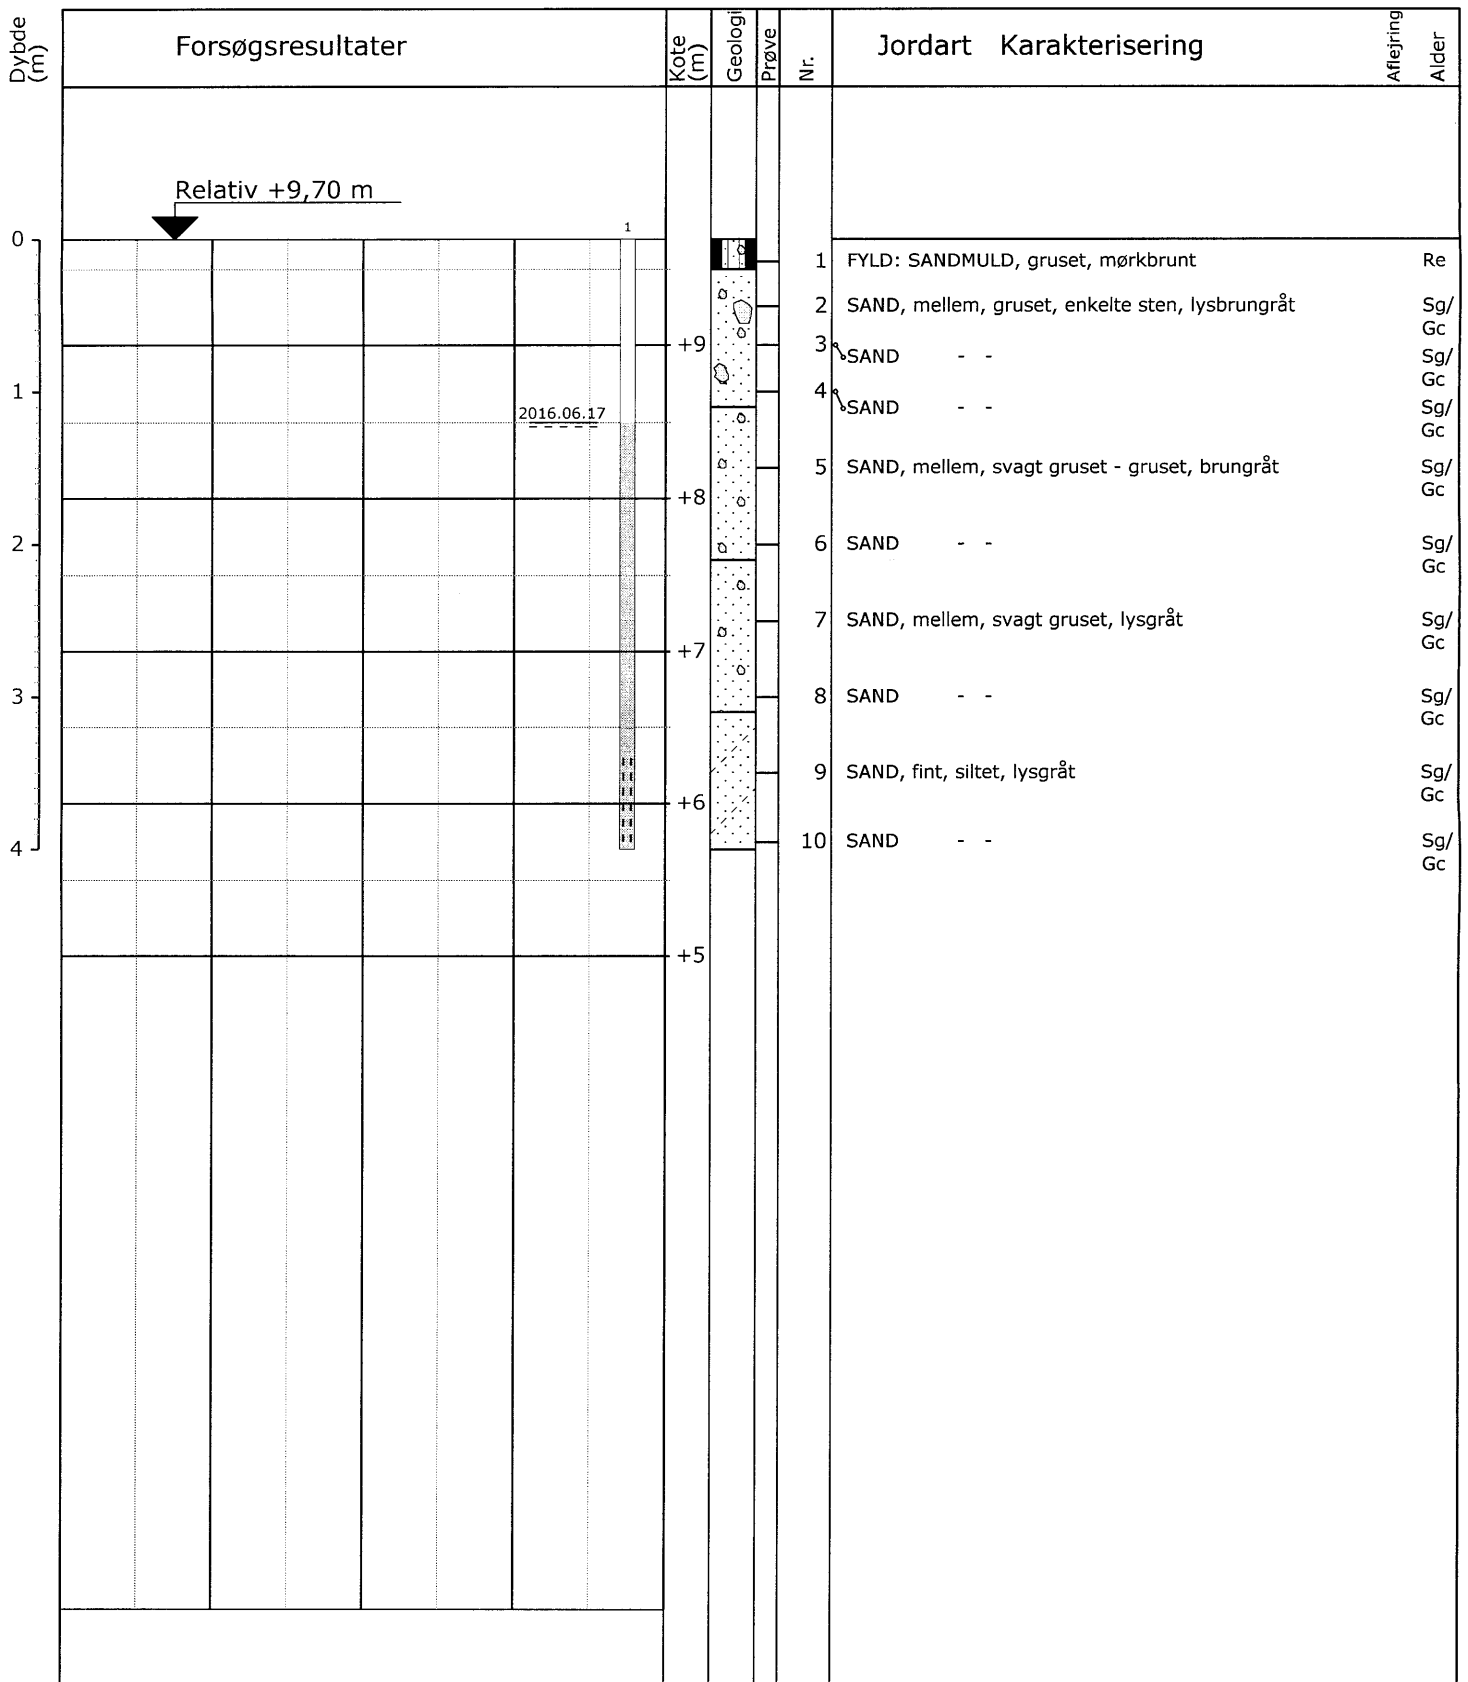 Dybde (m) Forsøgsresultater Kote (m) Geologi Prøve Nr. Jordart Karakterisering Aflejring Alder
Relativ +9,70 m
1
0
1 FYLD: SANDMULD, gruset, mørkbrunt Re
2 SAND, mellem, gruset, enkelte sten, lysbrungråt Sg/
Gc
+9 3
SAND - - Sg/
Gc
1 4
SAND - - Sg/
Gc
2016.06.17
5 SAND, mellem, svagt gruset - gruset, brungråt Sg/
Gc
+8
2 6 SAND - - Sg/
Gc
7 SAND, mellem, svagt gruset, lysgråt Sg/
Gc
+7
3 8 SAND - - Sg/
Gc
9 SAND, fint, siltet, lysgråt Sg/
Gc
+6
4 10 SAND - - Sg/
Gc
+5